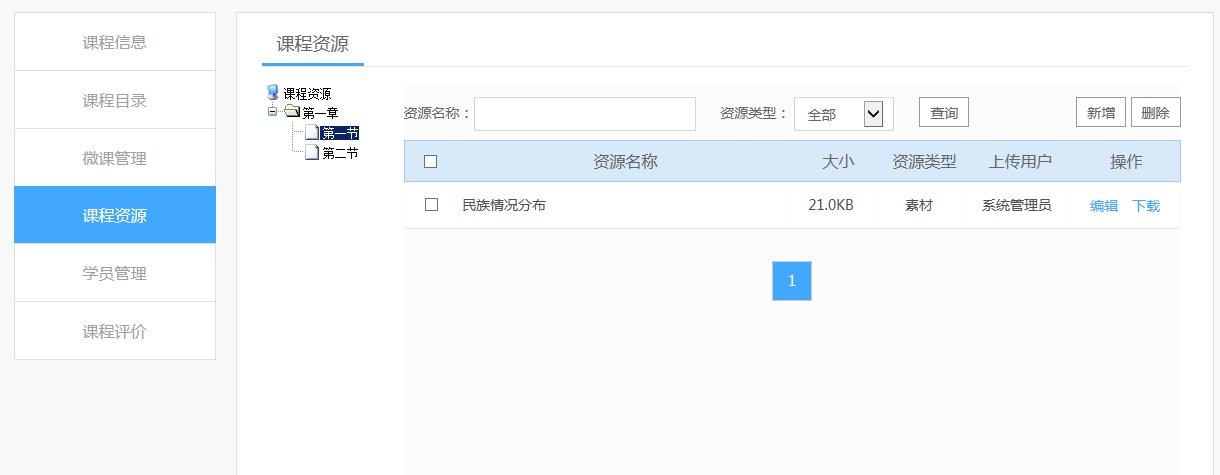 课程信息
课程目录
微课管理
课程资源
学员管理
课程评价
课程资源
课程资源
第一章
第一节
第二节
资源名称： 资源类型： 全部 查询 新增 删除
资源名称 大小 资源类型 上传用户 操作
民族情况分布 21.0KB 素材 系统管理员 编辑 下载
1